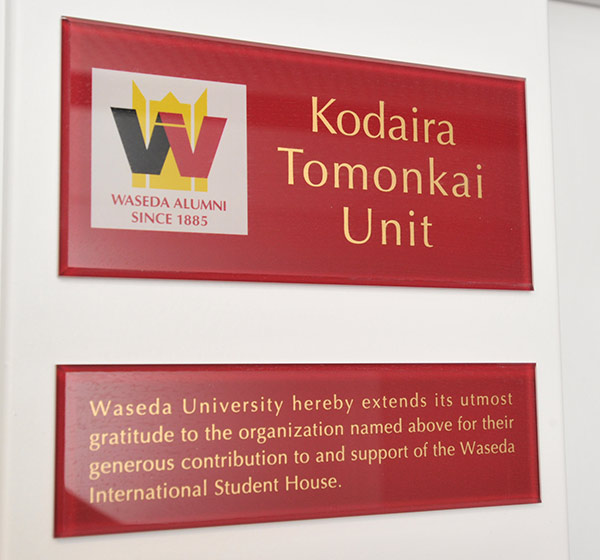 Kodaira
Tomonkai
Unit
WASEDA ALUMNI
SINCE 1885
Waseda University hereby extends its utmost
gratitude to the organization named above for their
generous contribution to and support of the Waseda
International Student House.